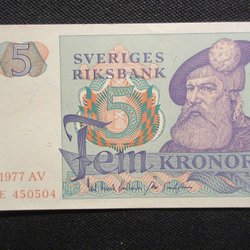 5
SVERIGES
RIKSBANK
5
Fem KRONOR
1977 AV
E 450504